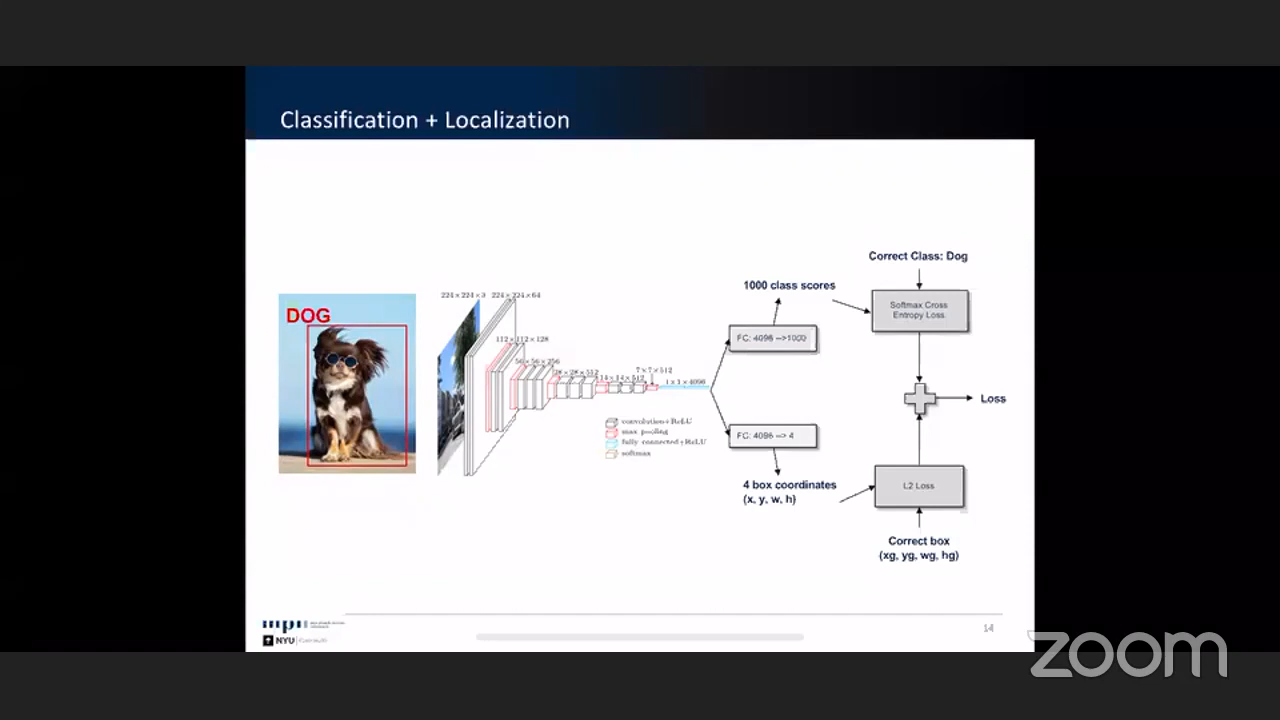 Classification + Localization
DOG
224×224×3 224×224×64
112×112×128
56×56×256
28×28×512
14×14×512
7×7×512
1×1×4096
convolution+ReLU
max pooling
fully connected+ReLU
softmax
1000 class scores
FC: 4096 -->1000
FC: 4096 --> 4
4 box coordinates
(x, y, w, h)
Correct Class: Dog
Softmax Cross
Entropy Loss
Loss
L2 Loss
Correct box
(xg, yg, wg, hg)
NYU
14
zoom